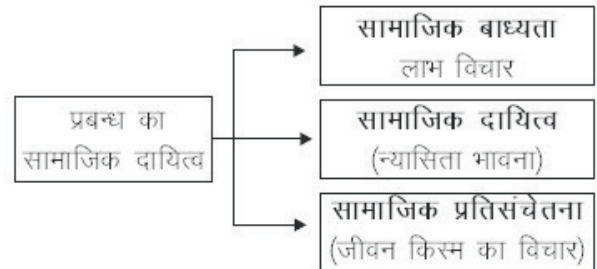 सामाजिक बाध्यता
लाभ विचार
प्रबन्ध का
सामाजिक दायित्व
सामाजिक दायित्व
(न्यासिता भावना)
सामाजिक प्रतिसंचेतना
(जीवन किस्म का विचार)